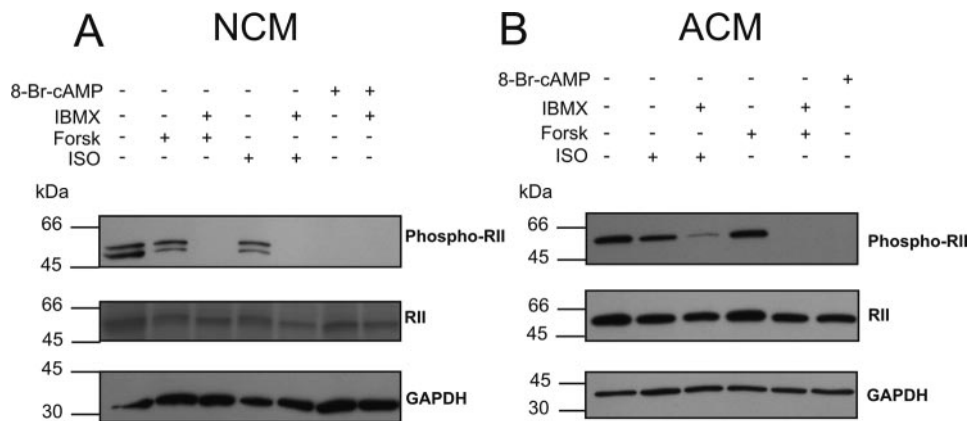 A NCM
8-Br-cAMP - - - - - + +
IBMX - - + - + - +
Forsk - + + - - - -
ISO - - - + + - -
kDa
66
45
Phospho-RII
66
45
RII
45
30
GAPDH
B ACM
8-Br-cAMP - - - - - +
IBMX - - + - + -
Forsk - - - + + -
ISO - + + - - -
kDa
66
45
Phospho-RII
66
45
RII
45
30
GAPDH